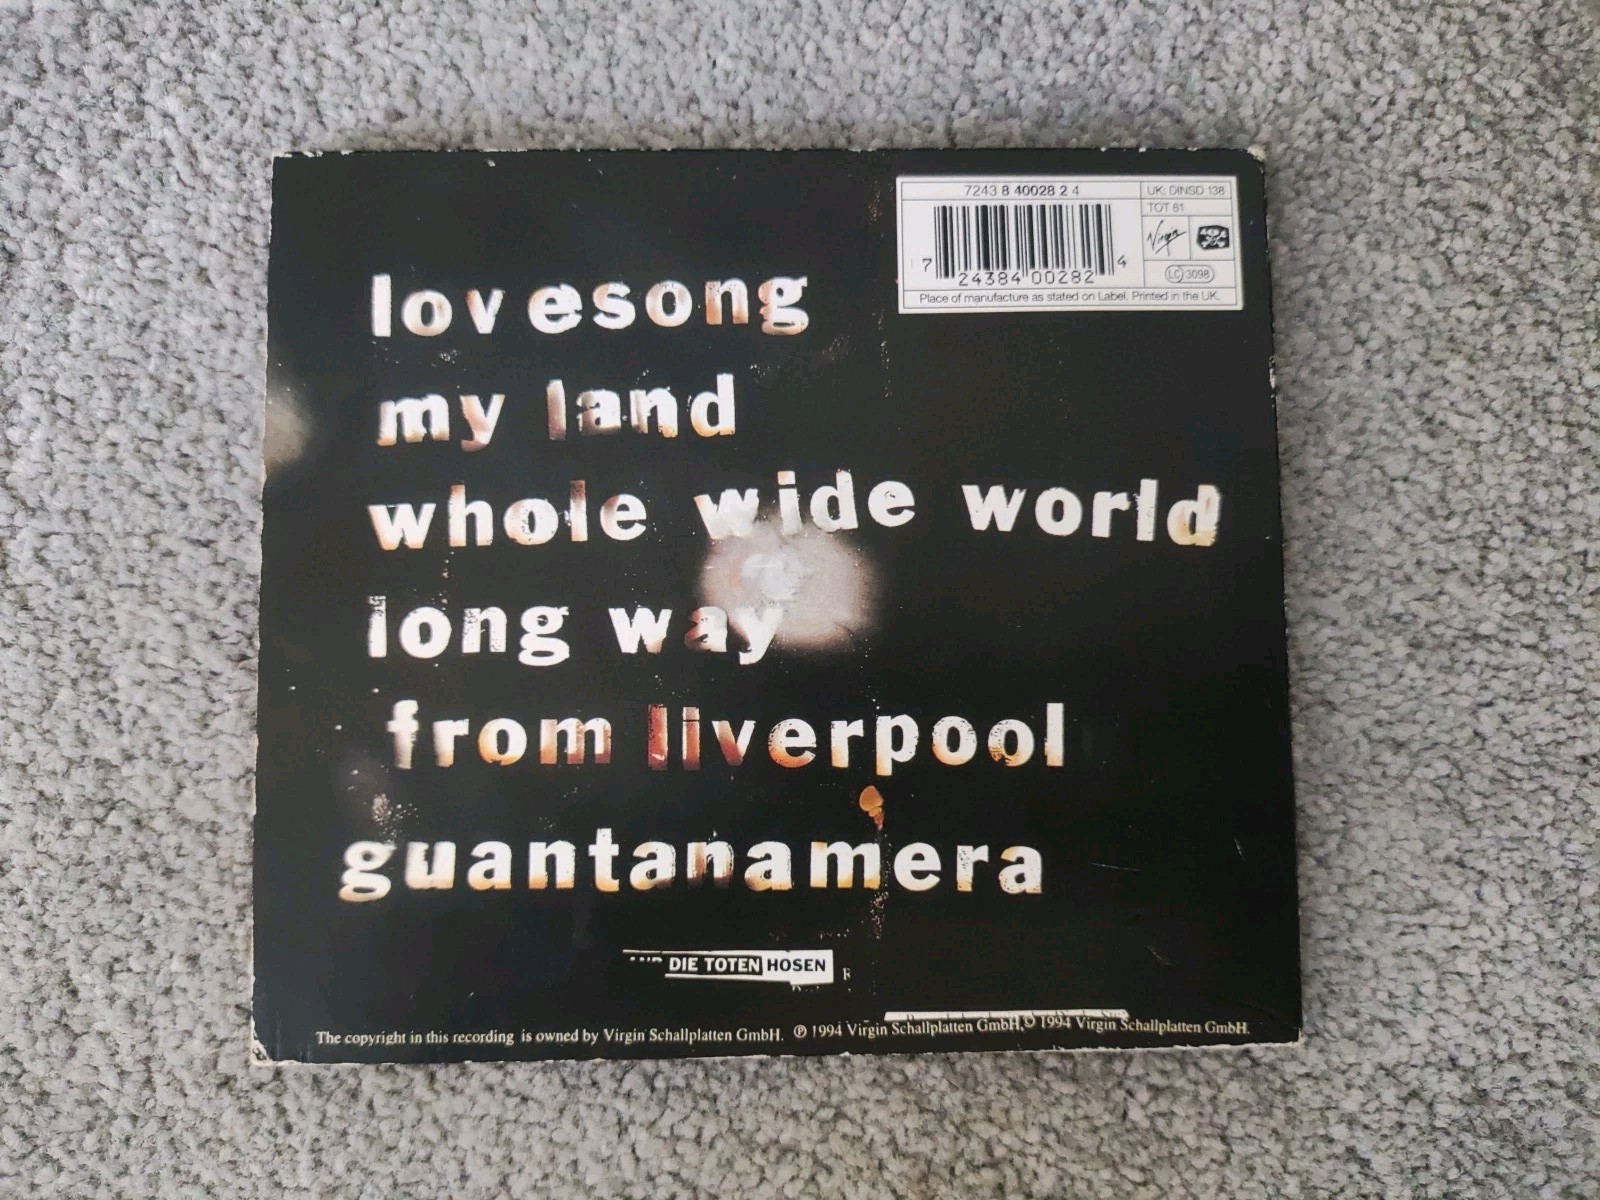 7243 8 40028 2 4
UK: DINSD 138
TOT 61
Virgin
LC 3098
7 24384 00282 4
Place of manufacture as stated on Label. Printed in the UK.
lovesong
my land
whole wide world
long way
from liverpool
guantanamera
DIE TOTEN HOSEN
The copyright in this recording is owned by Virgin Schallplatten GmbH. ℗ 1994 Virgin Schallplatten GmbH,© 1994 Virgin Schallplatten GmbH.